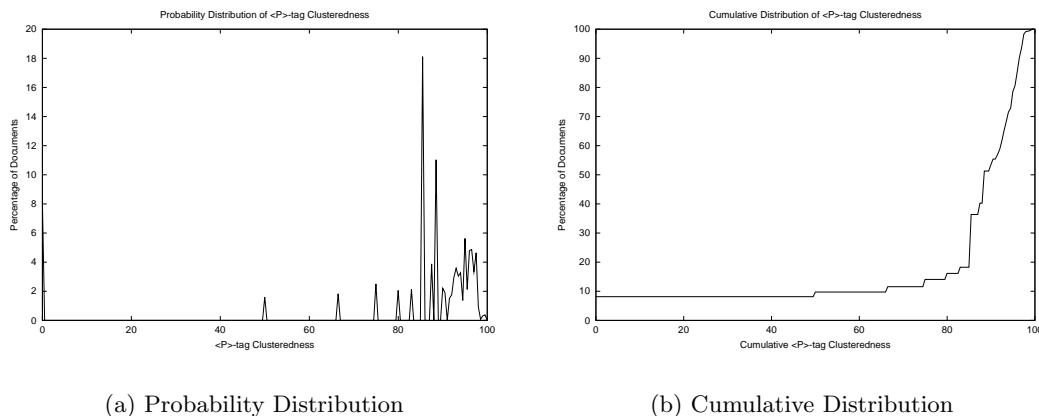 Probability Distribution of <P>-tag Clusteredness
20
18
16
14
12
10
8
6
4
2
0
0 20 40 60 80 100
Percentage of Documents
<P>-tag Clusteredness
(a) Probability Distribution
Cumulative Distribution of <P>-tag Clusteredness
100
90
80
70
60
50
40
30
20
10
0
0 20 40 60 80 100
Percentage of Documents
Cumulative <P>-tag Clusteredness
(b) Cumulative Distribution